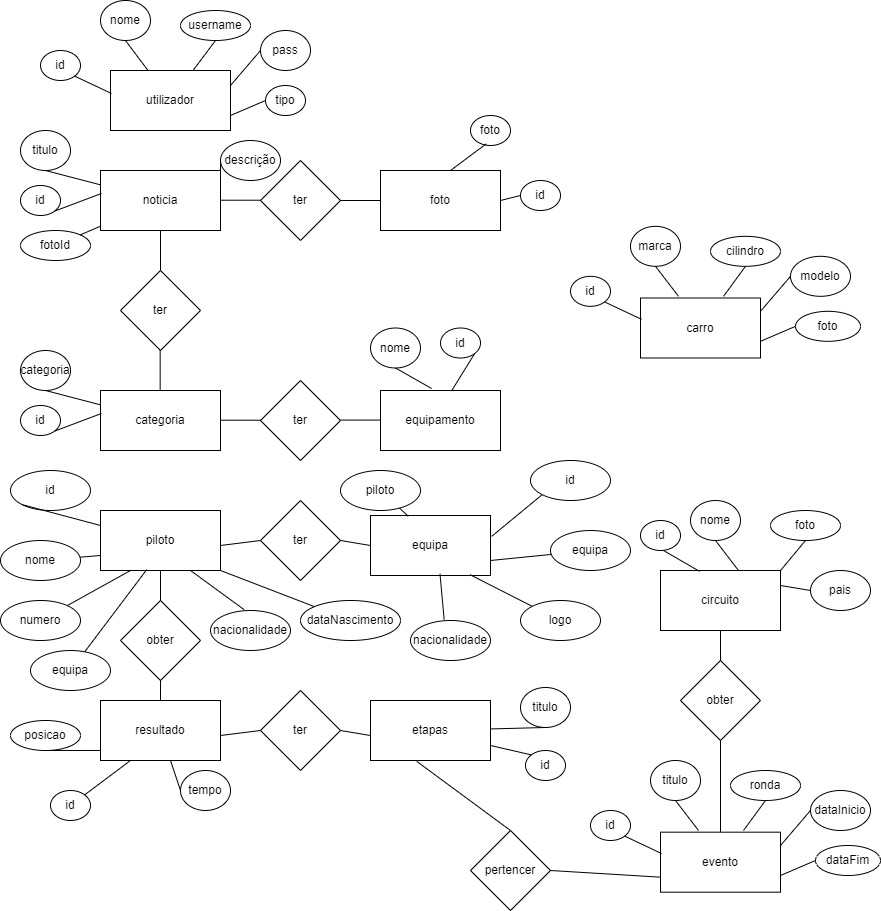 nome
username
pass
id
utilizador
tipo
titulo
descrição
foto
id
noticia
ter
foto
id
fotoId
marca
cilindro
modelo
id
ter
carro
foto
categoria
nome
id
id
categoria
ter
equipamento
id
piloto
id
piloto
ter
equipa
equipa
nome
id
nome
foto
numero
nacionalidade
dataNascimento
logo
circuito
pais
obter
nacionalidade
equipa
obter
posicao
resultado
ter
etapas
titulo
id
id
tempo
titulo
ronda
dataInicio
id
pertencer
evento
dataFim